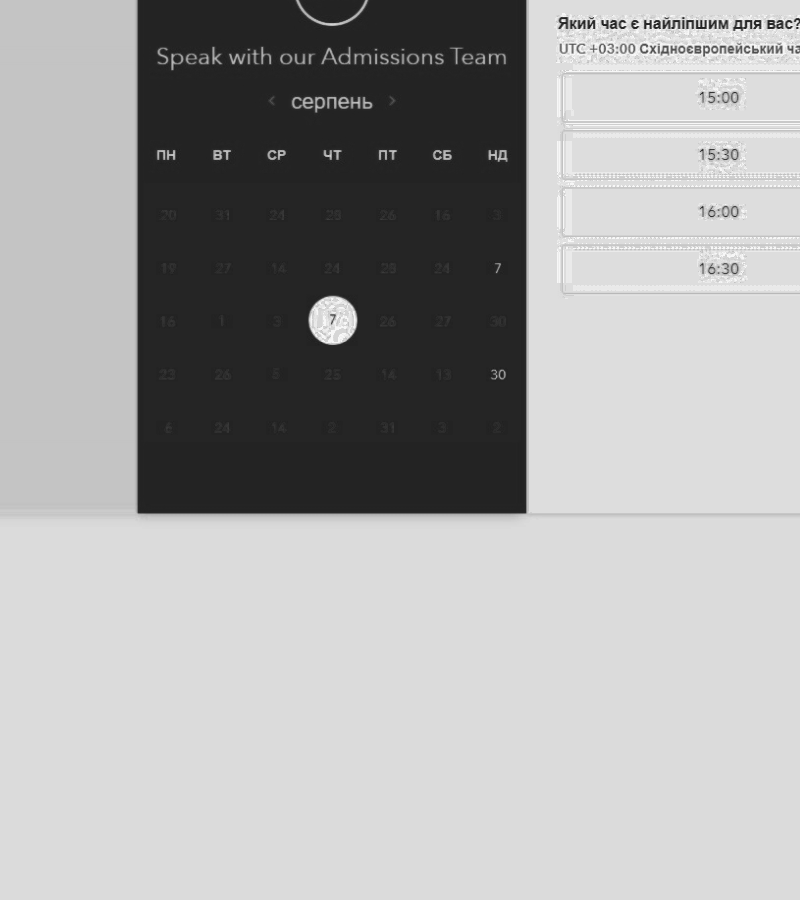 Speak with our Admissions Team
‹ серпень ›
ПН ВТ СР ЧТ ПТ СБ НД
20 31 24 28 26 16 3
19 27 14 24 28 24 7
16 1 3 7 26 27 30
23 26 25 14 13 30
6 24 14 2 31 3 2
Який час є найліпшим для вас?
UTC +03:00 Східноєвропейський
15:00
15:30
16:00
16:30